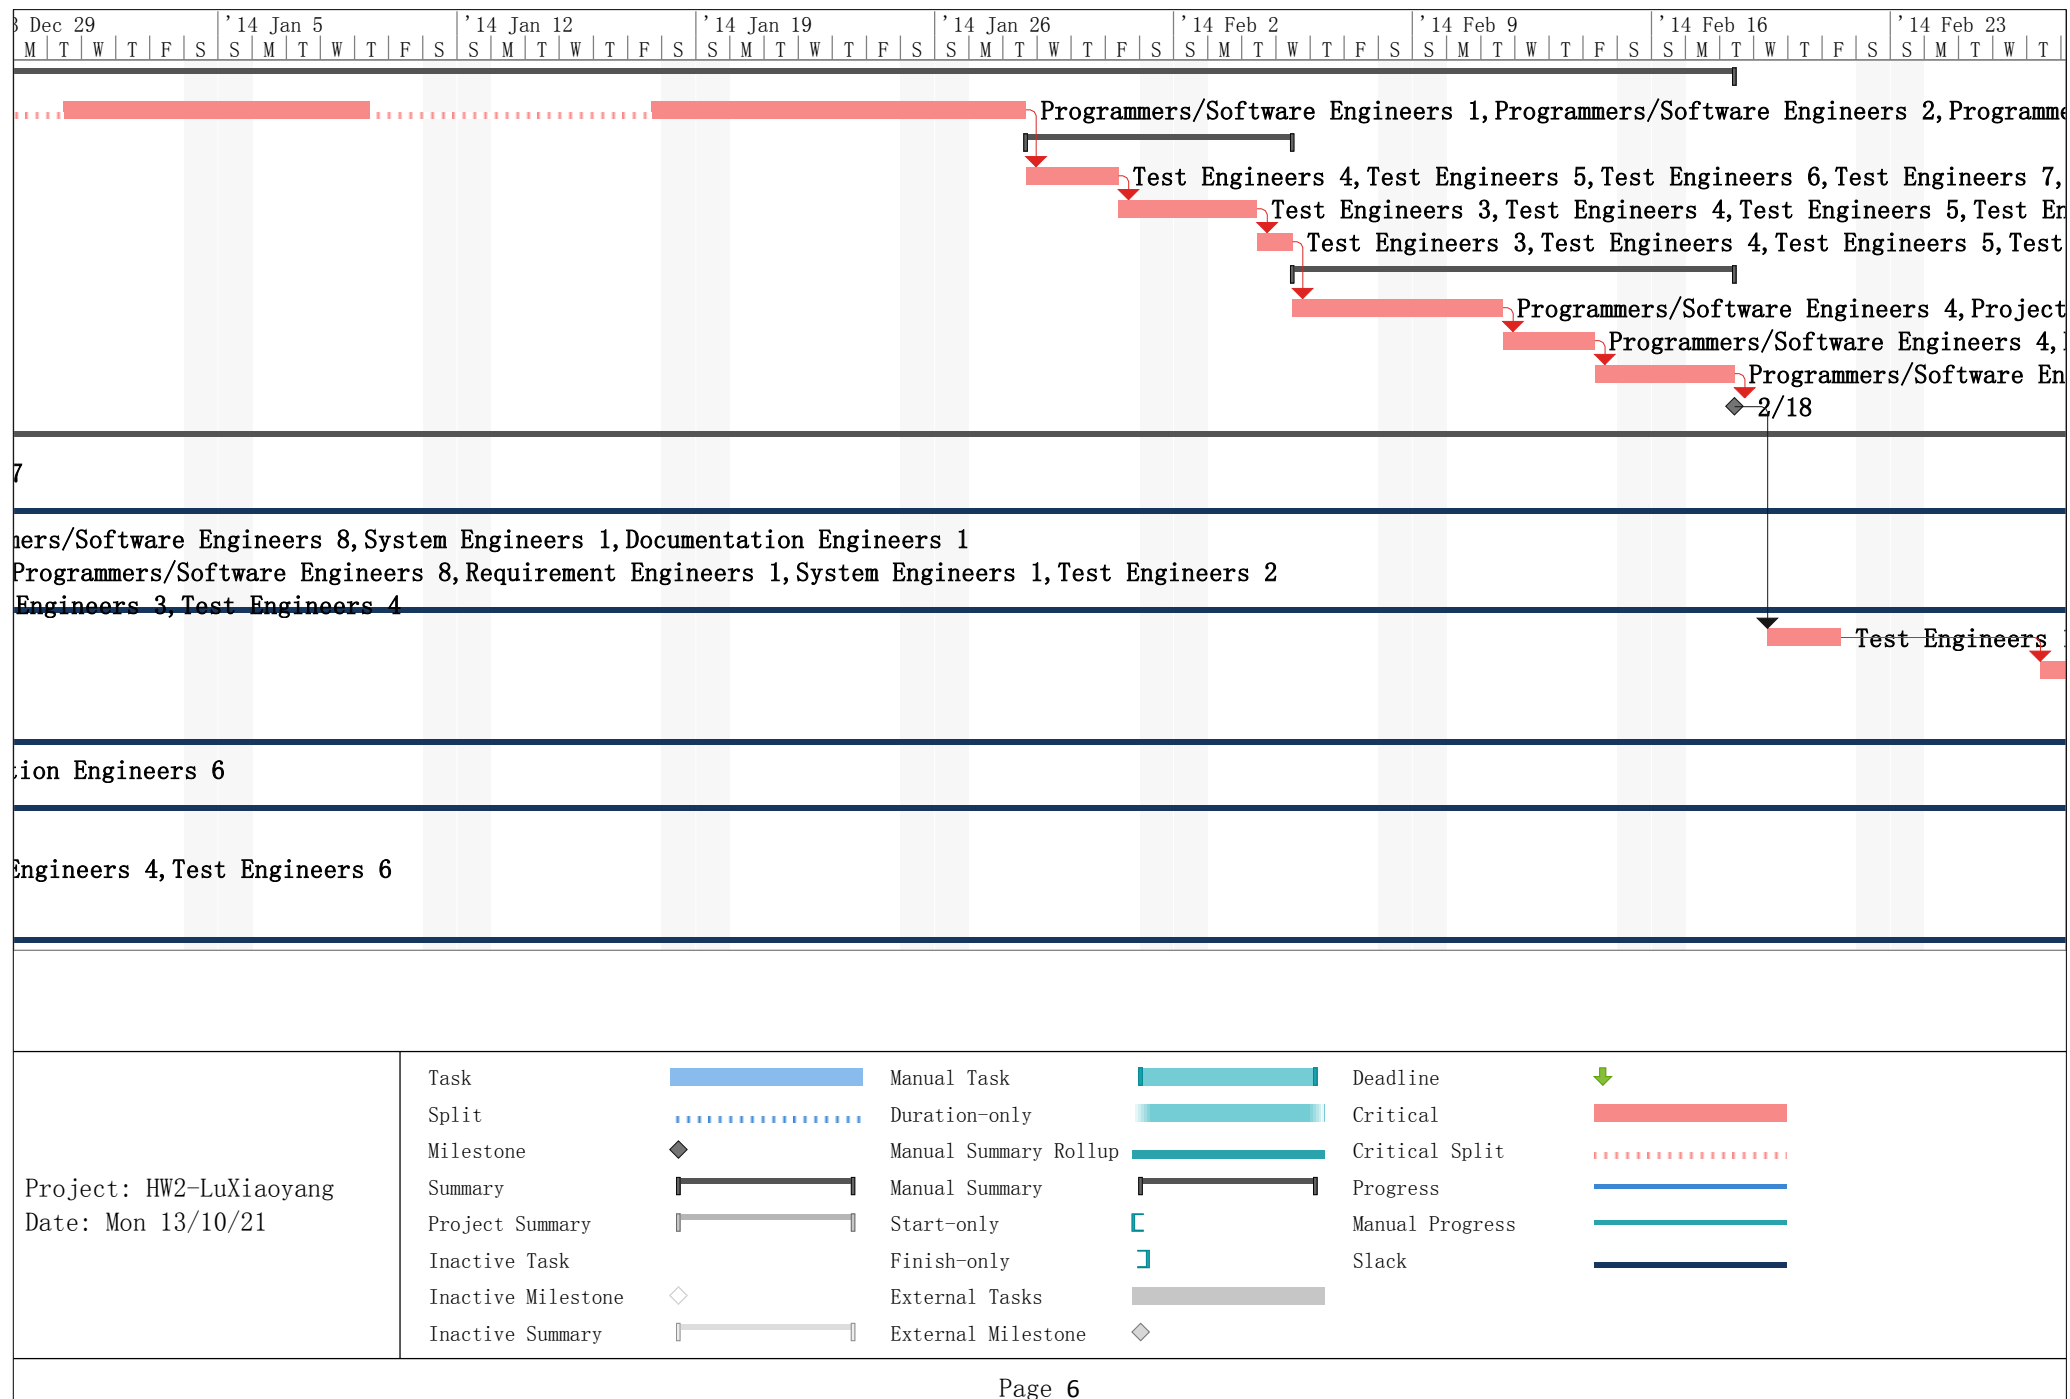 Dec 29 '14 Jan 5 '14 Jan 12 '14 Jan 19 '14 Jan 26 '14 Feb 2 '14 Feb 9 '14 Feb 16 '14 Feb 23
M T W T F S S M T W T F S S M T W T F S S M T W T F S S M T W T F S S M T W T F S S M T W T F S S M T W T F S S M T W T
Programmers/Software Engineers 1,Programmers/Software Engineers 2,Programme
Test Engineers 4,Test Engineers 5,Test Engineers 6,Test Engineers 7,
Test Engineers 3,Test Engineers 4,Test Engineers 5,Test En
Test Engineers 3,Test Engineers 4,Test Engineers 5,Test
Programmers/Software Engineers 4,Project
Programmers/Software Engineers 4,
Programmers/Software En
2/18
7
ers/Software Engineers 8,System Engineers 1,Documentation Engineers 1
Programmers/Software Engineers 8,Requirement Engineers 1,System Engineers 1,Test Engineers 2
Engineers 3,Test Engineers 4
Test Engineers
tion Engineers 6
Engineers 4,Test Engineers 6
Project: HW2-LuXiaoyang
Date: Mon 13/10/21
Task
Split
Milestone
Summary
Project Summary
Inactive Task
Inactive Milestone
Inactive Summary
Manual Task
Duration-only
Manual Summary Rollup
Manual Summary
Start-only
Finish-only
External Tasks
External Milestone
Deadline
Critical
Critical Split
Progress
Manual Progress
Slack
Page 6